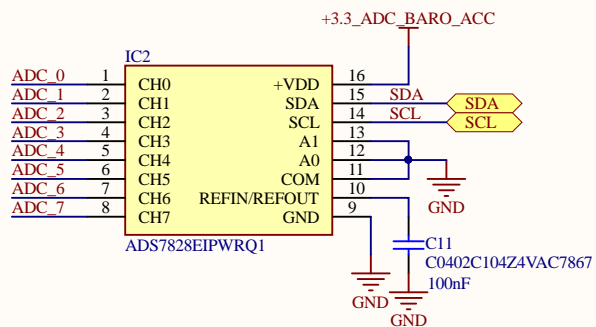 +3.3_ADC_BARO_ACC
IC2
ADC_0 1 CH0 +VDD 16
ADC_1 2 CH1 SDA 15 SDA SDA
ADC_2 3 CH2 SCL 14 SCL SCL
ADC_3 4 CH3 A1 13
ADC_4 5 CH4 A0 12
ADC_5 6 CH5 COM 11
ADC_6 7 CH6 REFIN/REFOUT 10
ADC_7 8 CH7 GND 9
GND
ADS7828EIPWRQ1
C11
C0402C104Z4VAC7867
100nF
GND
GND